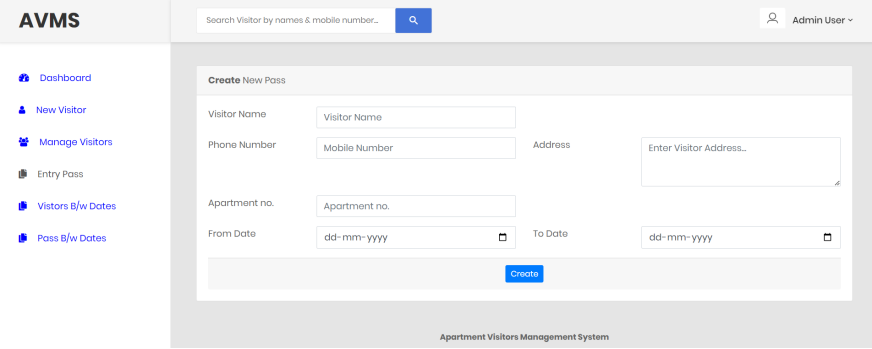 AVMS
Search Visitor by names & mobile number...
Admin User
Dashboard
New Visitor
Manage Visitors
Entry Pass
Vistors B/w Dates
Pass B/w Dates
Create New Pass
Visitor Name
Visitor Name
Phone Number
Mobile Number
Address
Enter Visitor Address...
Apartment no.
Apartment no.
From Date
dd-mm-yyyy
To Date
dd-mm-yyyy
Create
Apartment Visitors Management System